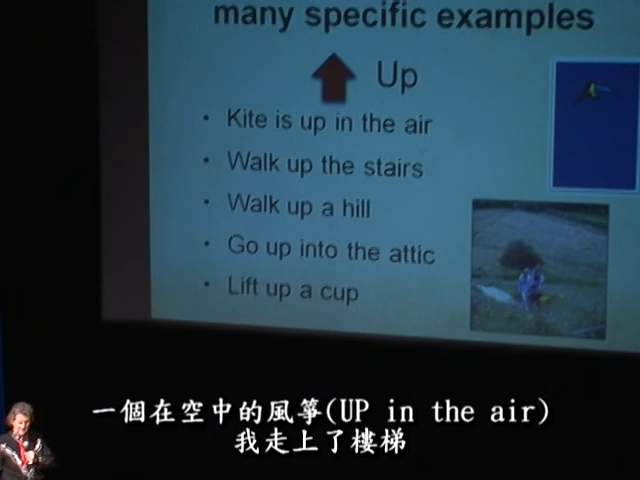 many specific examples
Up
• Kite is up in the air
• Walk up the stairs
• Walk up a hill
• Go up into the attic
• Lift up a cup
一個在空中的風箏(UP in the air)
我走上了樓梯